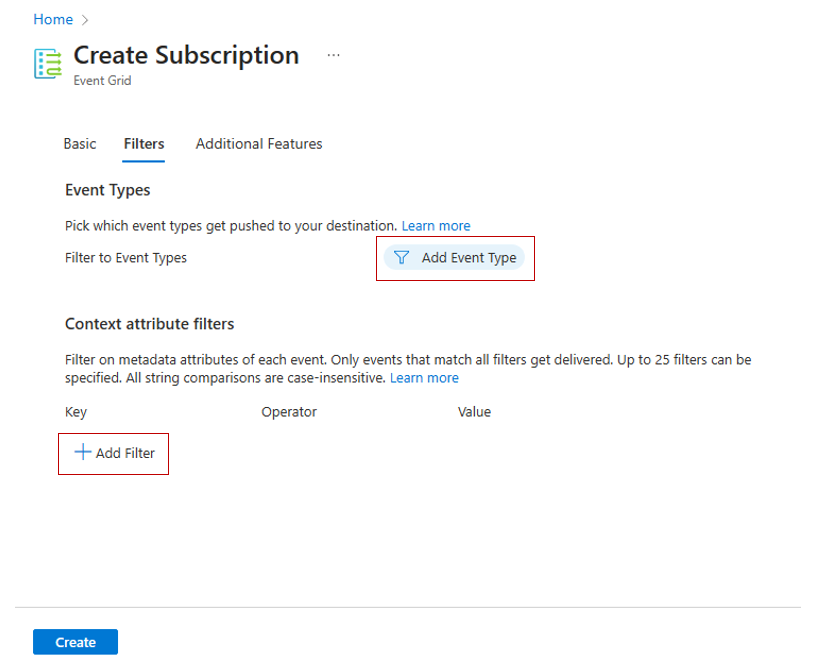 Home >
Create Subscription ...
Event Grid
Basic Filters Additional Features
Event Types
Pick which event types get pushed to your destination. Learn more
Filter to Event Types Add Event Type
Context attribute filters
Filter on metadata attributes of each event. Only events that match all filters get delivered. Up to 25 filters can be
specified. All string comparisons are case-insensitive. Learn more
Key Operator Value
+ Add Filter
Create